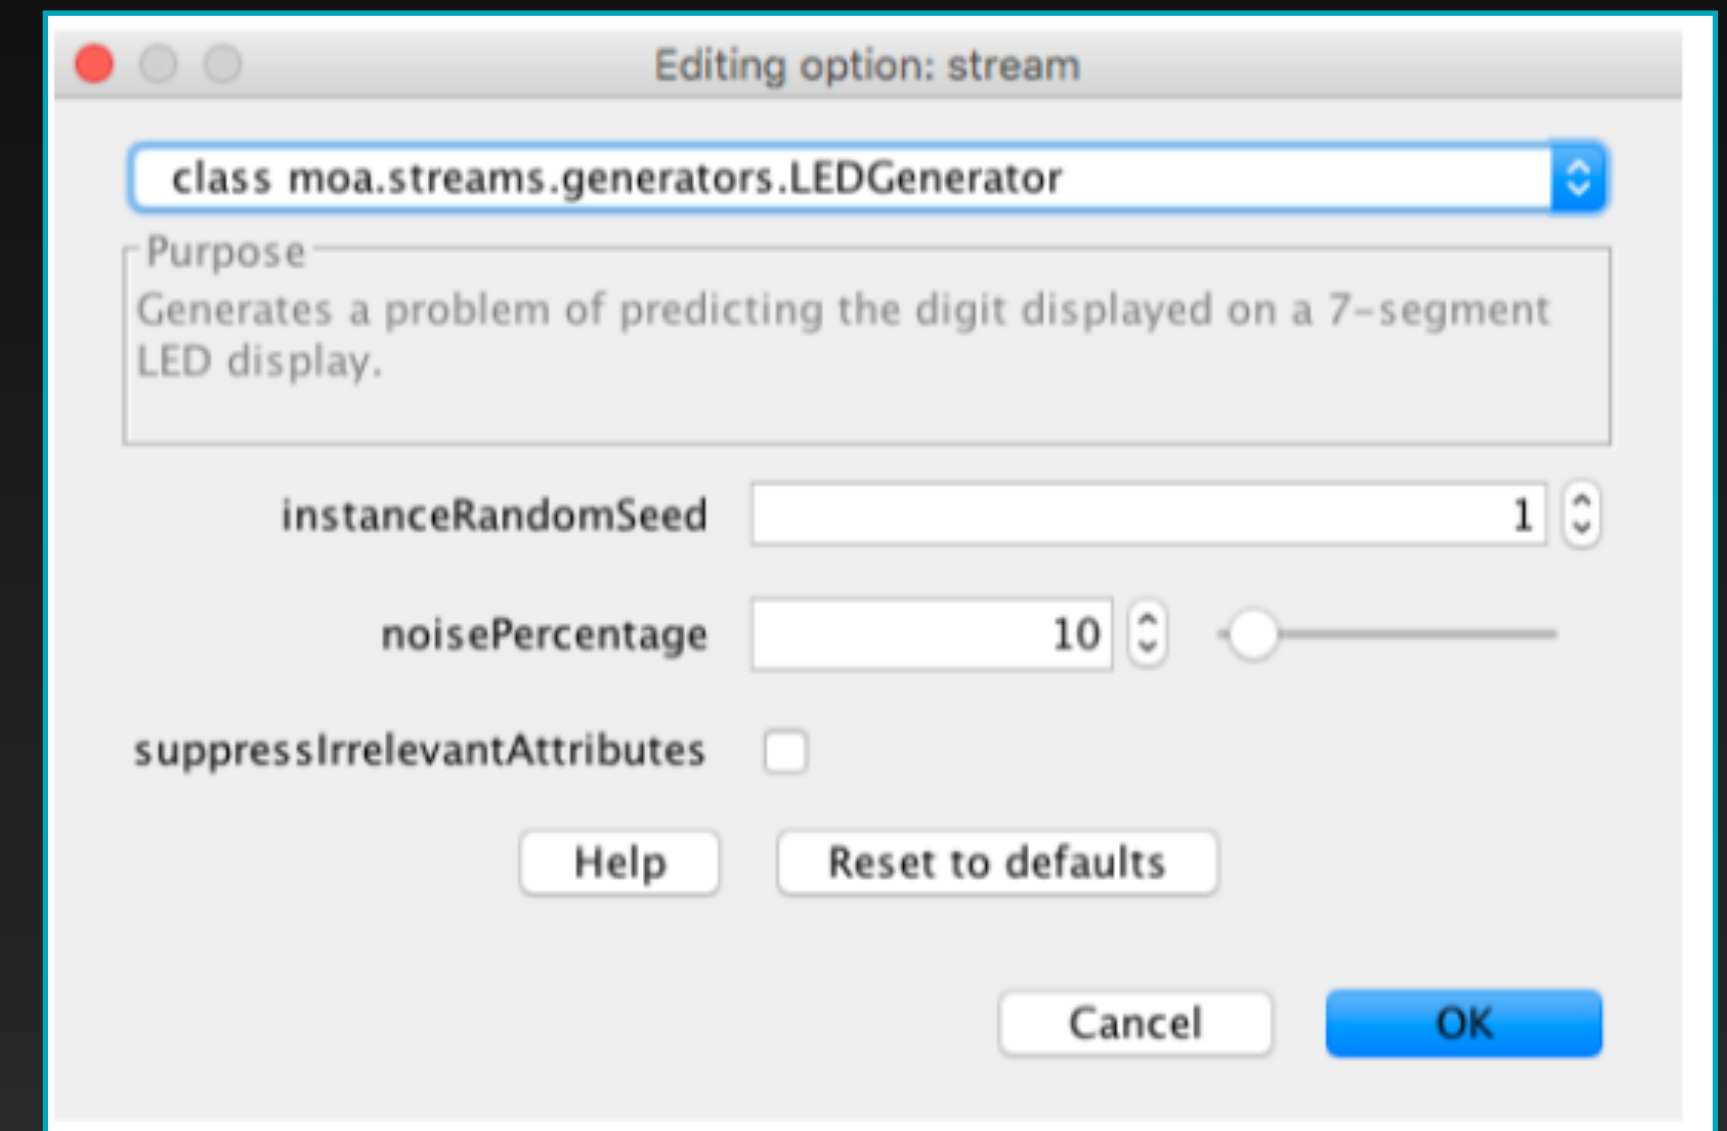 Editing option: stream
class moa.streams.generators.LEDGenerator
Purpose
Generates a problem of predicting the digit displayed on a 7-segment
LED display.
instanceRandomSeed 1
noisePercentage 10
suppressIrrelevantAttributes
Help Reset to defaults
Cancel OK